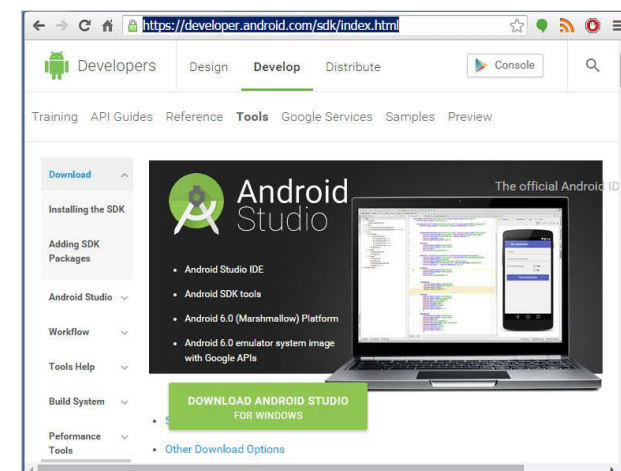 https://developer.android.com/sdk/index.html
Developers Design Develop Distribute Console
Training API Guides Reference Tools Google Services Samples Preview
Download
Installing the SDK
Adding SDK
Packages
Android Studio
Workflow
Tools Help
Build System
Peformance
Tools
Android
Studio
The official Android ID
• Android Studio IDE
• Android SDK tools
• Android 6.0 (Marshmallow) Platform
• Android 6.0 emulator system image
with Google APIs
DOWNLOAD ANDROID STUDIO
FOR WINDOWS
• Other Download Options